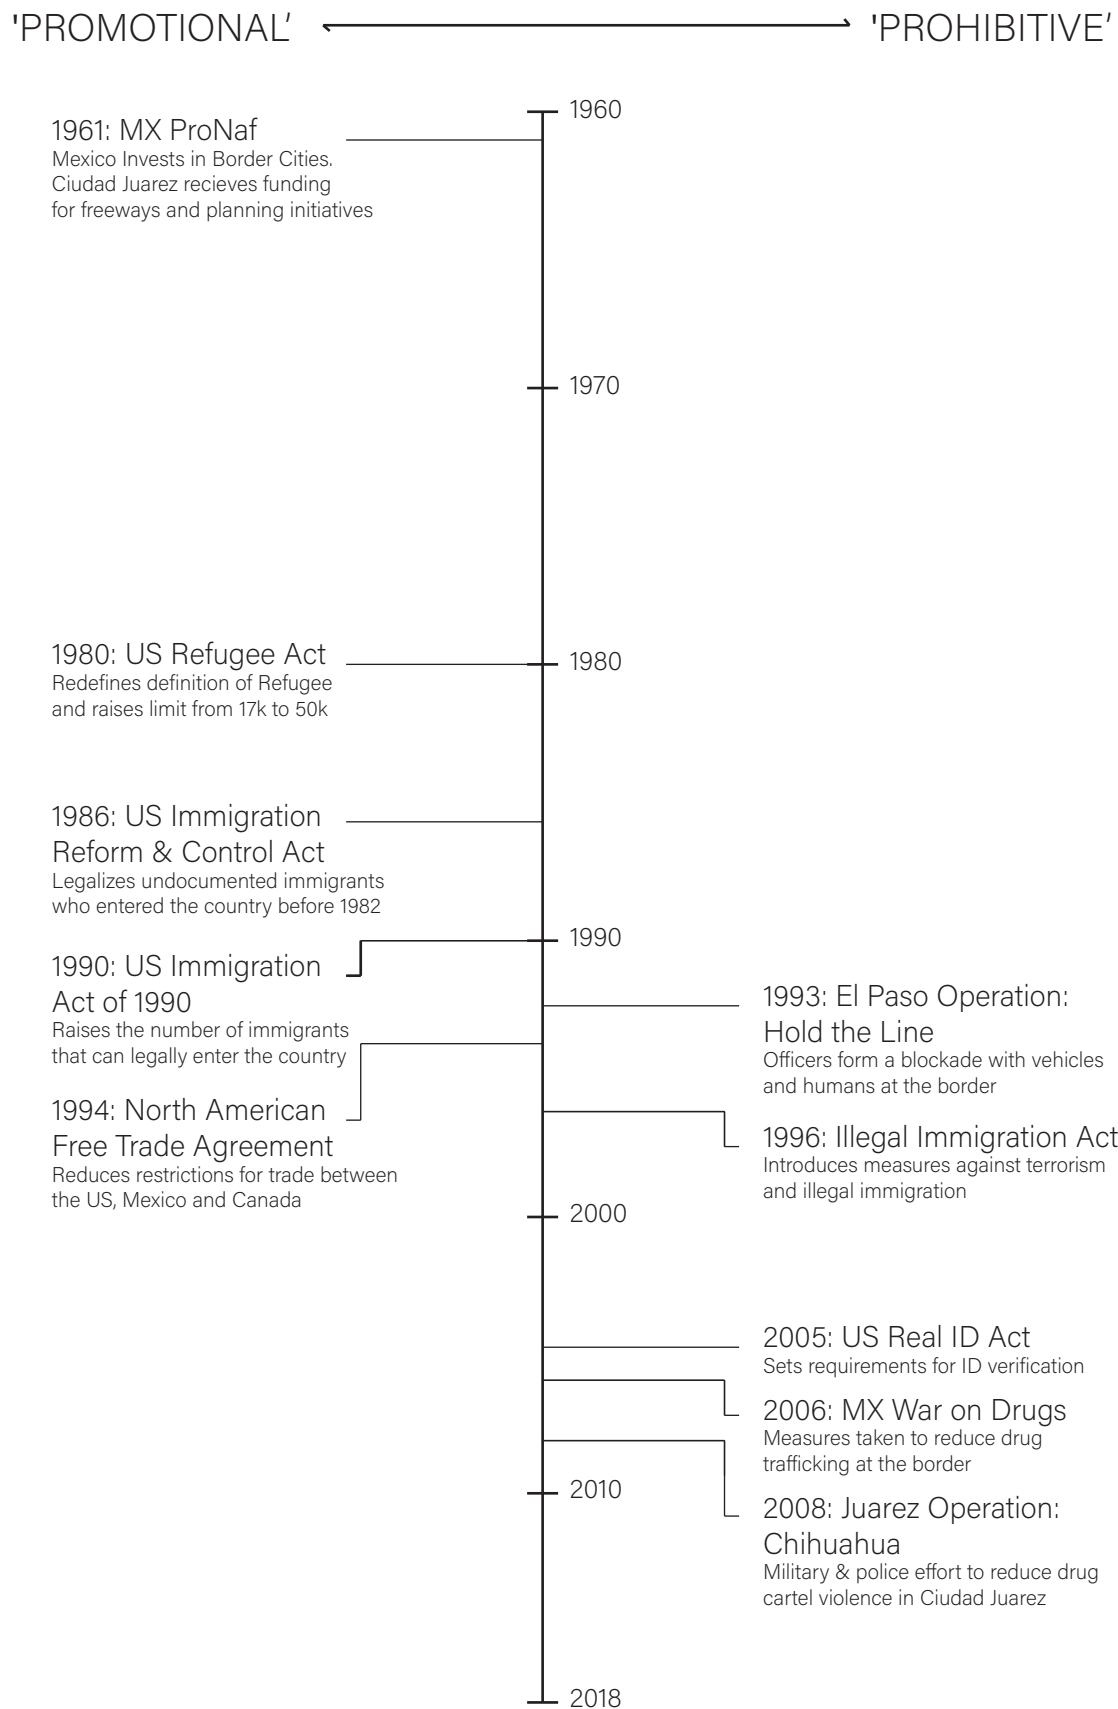 'PROMOTIONAL'
'PROHIBITIVE'
1960
1961: MX ProNaf
Mexico Invests in Border Cities.
Ciudad Juarez recieves funding
for freeways and planning initiatives
1970
1980: US Refugee Act
Redefines definition of Refugee
and raises limit from 17k to 50k
1980
1986: US Immigration
Reform & Control Act
Legalizes undocumented immigrants
who entered the country before 1982
1990
1990: US Immigration
Act of 1990
Raises the number of immigrants
that can legally enter the country
1993: El Paso Operation:
Hold the Line
Officers form a blockade with vehicles
and humans at the border
1994: North American
Free Trade Agreement
Reduces restrictions for trade between
the US, Mexico and Canada
1996: Illegal Immigration Act
Introduces measures against terrorism
and illegal immigration
2000
2005: US Real ID Act
Sets requirements for ID verification
2006: MX War on Drugs
Measures taken to reduce drug
trafficking at the border
2010
2008: Juarez Operation:
Chihuahua
Military & police effort to reduce drug
cartel violence in Ciudad Juarez
2018